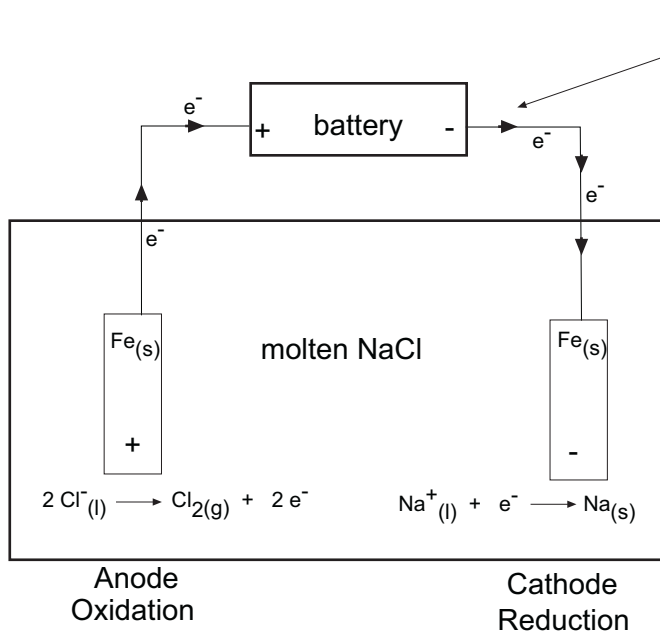 e⁻
+ battery -
e⁻
e⁻
e⁻
Fe(s)
Fe(s)
molten NaCl
+
-
2 Cl⁻(l) → Cl₂(g) + 2 e⁻
Na⁺(l) + e⁻ → Na(s)
Anode
Oxidation
Cathode
Reduction